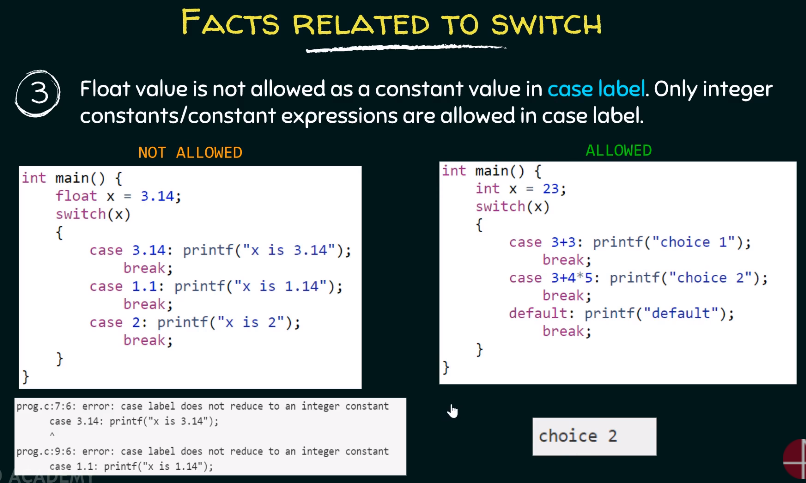 FACTS RELATED TO SWITCH
3
Float value is not allowed as a constant value in case label. Only integer
constants/constant expressions are allowed in case label.
NOT ALLOWED
int main() {
    float x = 3.14;
    switch(x)
    {
        case 3.14: printf("x is 3.14");
            break;
        case 1.1: printf("x is 1.14");
            break;
        case 2: printf("x is 2");
            break;
    }
}
prog.c:7:6: error: case label does not reduce to an integer constant
     case 3.14: printf("x is 3.14");
     ^
prog.c:9:6: error: case label does not reduce to an integer constant
     case 1.1: printf("x is 1.14");
ALLOWED
int main() {
    int x = 23;
    switch(x)
    {
        case 3+3: printf("choice 1");
            break;
        case 3+4*5: printf("choice 2");
            break;
        default: printf("default");
            break;
    }
}
choice 2
ACADEMY